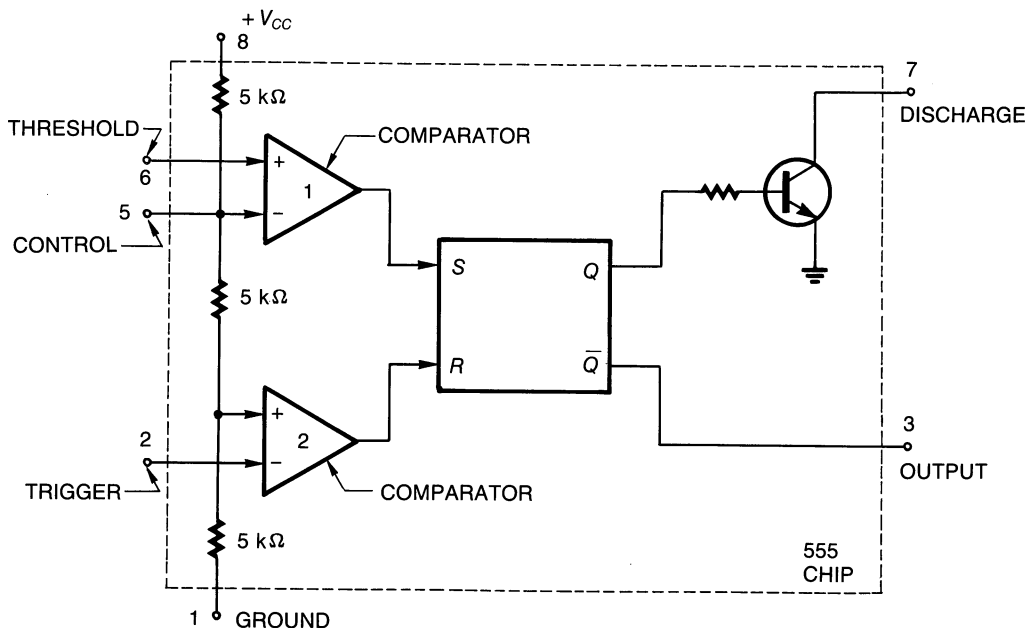 + V_CC
8
7
5 kΩ
DISCHARGE
THRESHOLD
COMPARATOR
+
6
1
5
−
CONTROL
S
Q
5 kΩ
R
Q̅
+
2
2
3
−
TRIGGER
COMPARATOR
OUTPUT
5 kΩ
555
CHIP
1
GROUND